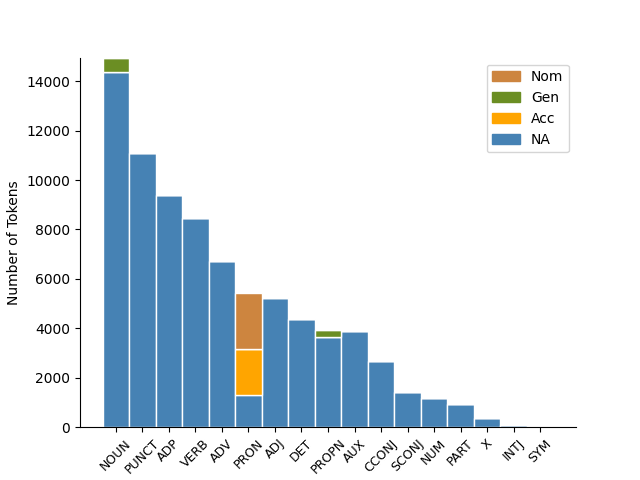 Nom
Gen
Acc
NA
14000
12000
10000
8000
6000
4000
2000
0
Number of Tokens
NOUN
PUNCT
ADP
VERB
ADV
PRON
ADJ
DET
PROPN
AUX
CCONJ
SCONJ
NUM
PART
X
INTJ
SYM